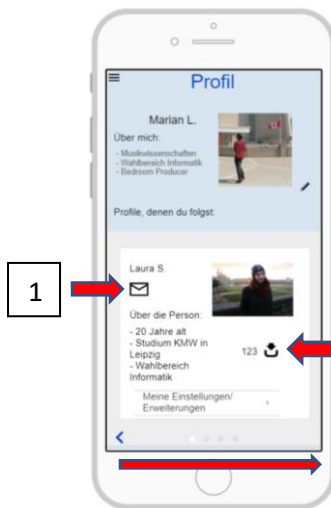 Profil
Marian L.
Über mich:
- Musikwissenschaften
- Wahlbereich Informatik
- Bedroom Producer
Profile, denen du folgst:
Laura S.
1
Über die Person:
- 20 Jahre alt
- Studium KMW in
Leipzig
123
- Wahlbereich
Informatik
Meine Einstellungen/
Erweiterungen